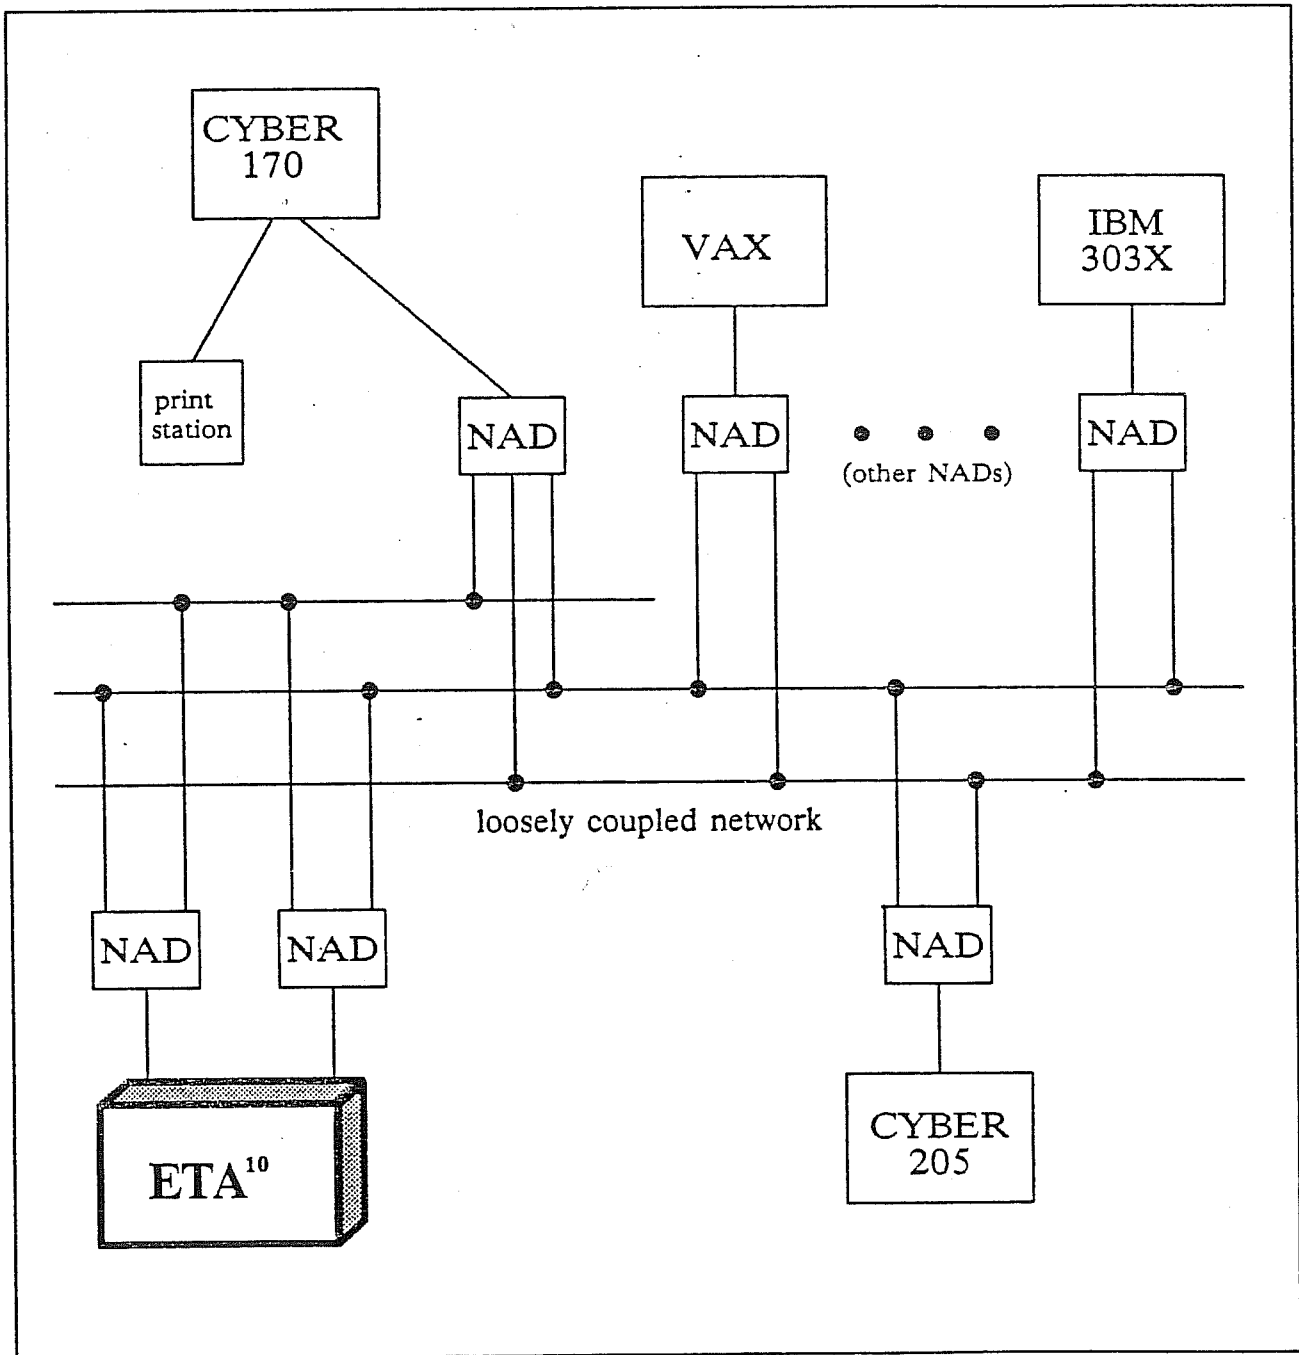 CYBER
170
VAX
IBM
303X
print
station
NAD
NAD
(other NADs)
NAD
loosely coupled network
NAD
NAD
NAD
ETA¹⁰
CYBER
205